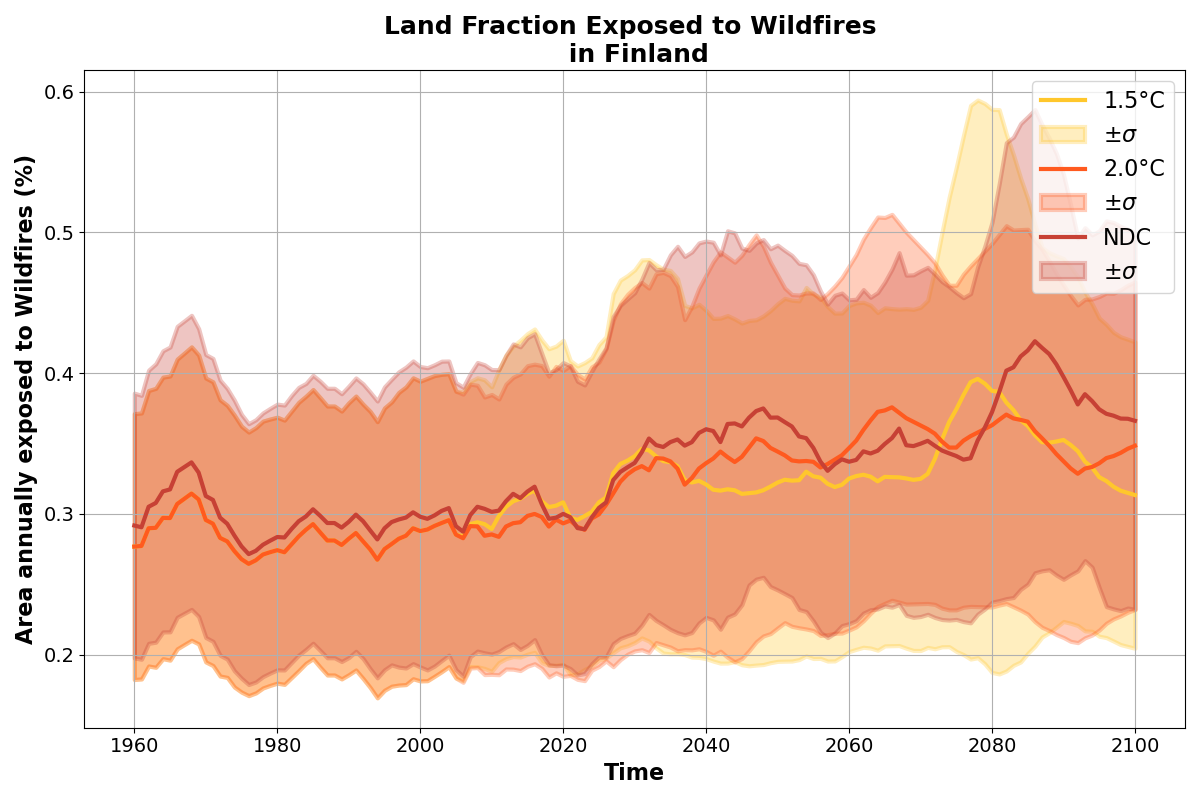 Land Fraction Exposed to Wildfires
in Finland
Area annually exposed to Wildfires (%)
0.6
0.5
0.4
0.3
0.2
1960
1980
2000
2020
2040
2060
2080
2100
Time
1.5°C
±σ
2.0°C
±σ
NDC
±σ